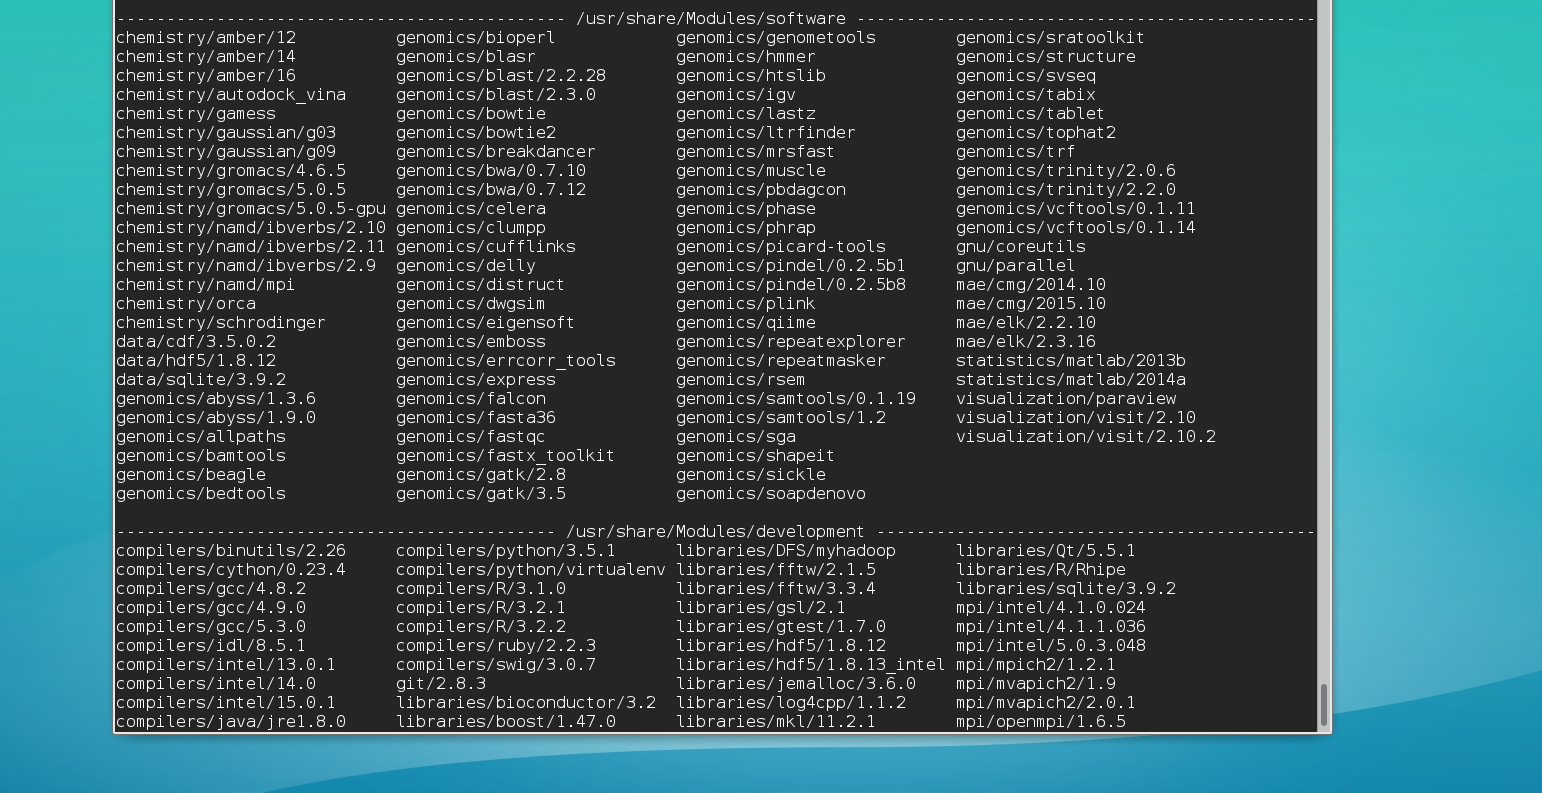 --------------------------------------------- /usr/share/Modules/software ----------------------------------------------
chemistry/amber/12 genomics/bioperl genomics/genometools genomics/sratoolkit
chemistry/amber/14 genomics/blasr genomics/hmmer genomics/structure
chemistry/amber/16 genomics/blast/2.2.28 genomics/htslib genomics/svseq
chemistry/autodock_vina genomics/blast/2.3.0 genomics/igv genomics/tabix
chemistry/gamess genomics/bowtie genomics/lastz genomics/tablet
chemistry/gaussian/g03 genomics/bowtie2 genomics/ltrfinder genomics/tophat2
chemistry/gaussian/g09 genomics/breakdancer genomics/mrsfast genomics/trf
chemistry/gromacs/4.6.5 genomics/bwa/0.7.10 genomics/muscle genomics/trinity/2.0.6
chemistry/gromacs/5.0.5 genomics/bwa/0.7.12 genomics/pbdagcon genomics/trinity/2.2.0
chemistry/gromacs/5.0.5-gpu genomics/celera genomics/phase genomics/vcftools/0.1.11
chemistry/namd/ibverbs/2.10 genomics/clumpp genomics/phrap genomics/vcftools/0.1.14
chemistry/namd/ibverbs/2.11 genomics/cufflinks genomics/picard-tools gnu/coreutils
chemistry/namd/ibverbs/2.9 genomics/delly genomics/pindel/0.2.5b1 gnu/parallel
chemistry/namd/mpi genomics/distruct genomics/pindel/0.2.5b8 mae/cmg/2014.10
chemistry/orca genomics/dwgsim genomics/plink mae/cmg/2015.10
chemistry/schrodinger genomics/eigensoft genomics/qiime mae/elk/2.2.10
data/cdf/3.5.0.2 genomics/emboss genomics/repeatexplorer mae/elk/2.3.16
data/hdf5/1.8.12 genomics/errcorr_tools genomics/repeatmasker statistics/matlab/2013b
data/sqlite/3.9.2 genomics/express genomics/rsem statistics/matlab/2014a
genomics/abyss/1.3.6 genomics/falcon genomics/samtools/0.1.19 visualization/paraview
genomics/abyss/1.9.0 genomics/fasta36 genomics/samtools/1.2 visualization/visit/2.10
genomics/allpaths genomics/fastqc genomics/sga visualization/visit/2.10.2
genomics/bamtools genomics/fastx_toolkit genomics/shapeit
genomics/beagle genomics/gatk/2.8 genomics/sickle
genomics/bedtools genomics/gatk/3.5 genomics/soapdenovo
-------------------------------------------- /usr/share/Modules/development --------------------------------------------
compilers/binutils/2.26 compilers/python/3.5.1 libraries/DFS/myhadoop libraries/Qt/5.5.1
compilers/cython/0.23.4 compilers/python/virtualenv libraries/fftw/2.1.5 libraries/R/Rhipe
compilers/gcc/4.8.2 compilers/R/3.1.0 libraries/fftw/3.3.4 libraries/sqlite/3.9.2
compilers/gcc/4.9.0 compilers/R/3.2.1 libraries/gsl/2.1 mpi/intel/4.1.0.024
compilers/gcc/5.3.0 compilers/R/3.2.2 libraries/gtest/1.7.0 mpi/intel/4.1.1.036
compilers/idl/8.5.1 compilers/ruby/2.2.3 libraries/hdf5/1.8.12 mpi/intel/5.0.3.048
compilers/intel/13.0.1 compilers/swig/3.0.7 libraries/hdf5/1.8.13_intel mpi/mpich2/1.2.1
compilers/intel/14.0 git/2.8.3 libraries/jemalloc/3.6.0 mpi/mvapich2/1.9
compilers/intel/15.0.1 libraries/bioconductor/3.2 libraries/log4cpp/1.1.2 mpi/mvapich2/2.0.1
compilers/java/jre1.8.0 libraries/boost/1.47.0 libraries/mkl/11.2.1 mpi/openmpi/1.6.5